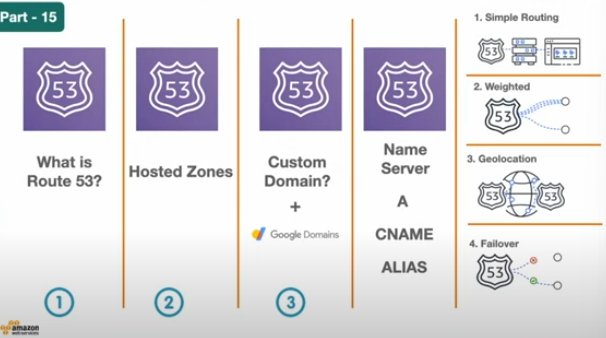 Part - 15
53
What is
Route 53?
1
53
Hosted Zones
2
53
Custom
Domain?
+
Google Domains
3
53
Name
Server
A
CNAME
ALIAS
1. Simple Routing
53
2. Weighted
53
3. Geolocation
53
53
4. Failover
53
amazon
web services